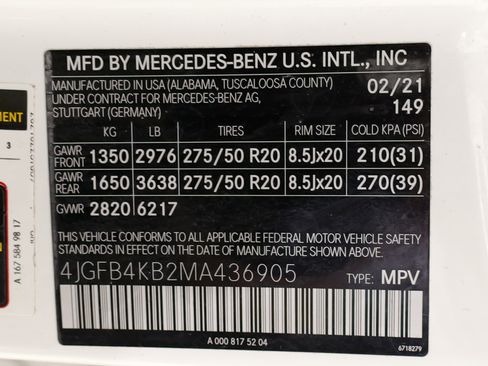 MFD BY MERCEDES-BENZ U.S. INTL., INC
MANUFACTURED IN USA (ALABAMA, TUSCALOOSA COUNTY) 02/21
UNDER CONTRACT FOR MERCEDES-BENZ AG, 149
STUTTGART (GERMANY)
KG LB TIRES RIM SIZE COLD KPA (PSI)
GAWR FRONT 1350 2976 275/50 R20 8.5Jx20 210(31)
GAWR REAR 1650 3638 275/50 R20 8.5Jx20 270(39)
GVWR 2820 6217
THIS VEHICLE CONFORMS TO ALL APPLICABLE FEDERAL MOTOR VEHICLE SAFETY
STANDARDS IN EFFECT ON THE DATE OF MANUFACTURE SHOWN ABOVE.
4JGFB4KB2MA436905 TYPE: MPV
A 000 817 52 04
6718279
MENT
3
A 167 584 98 17